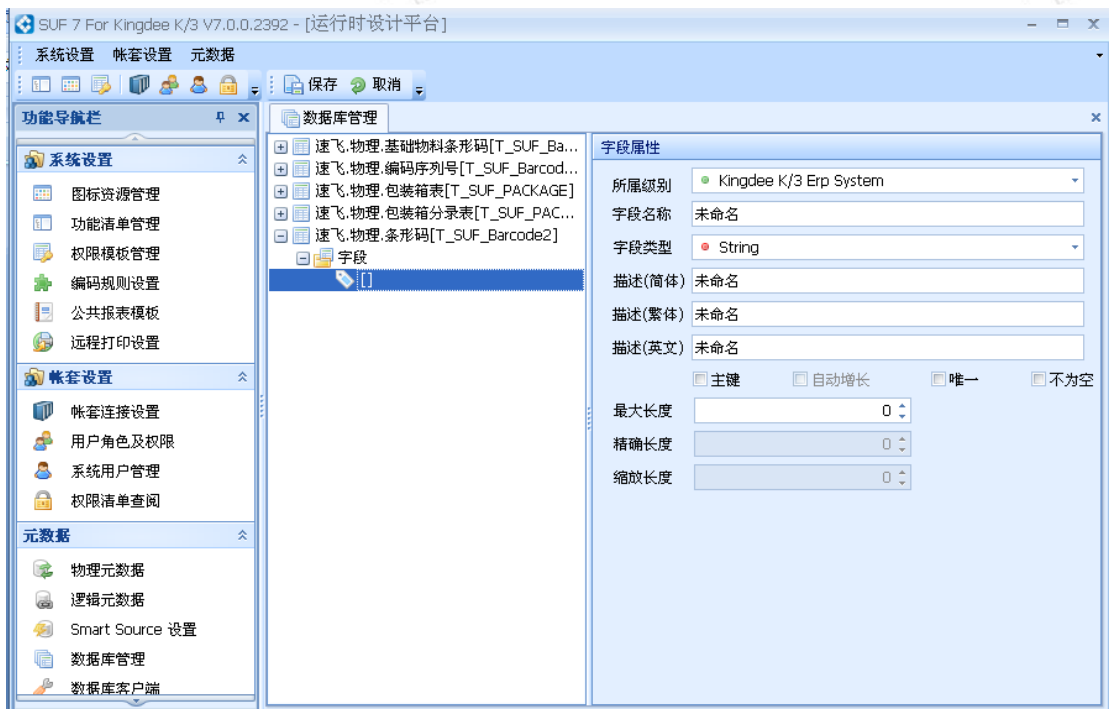 SUF 7 For Kingdee K/3 V7.0.0.2392 - [运行时设计平台]
系统设置 帐套设置 元数据
保存 取消
功能导航栏
系统设置
图标资源管理
功能清单管理
权限模板管理
编码规则设置
公共报表模板
远程打印设置
帐套设置
帐套连接设置
用户角色及权限
系统用户管理
权限清单查阅
元数据
物理元数据
逻辑元数据
Smart Source 设置
数据库管理
数据库客户端
数据库管理
速飞.物理.基础物料条形码[T_SUF_Ba...
速飞.物理.编码序列号[T_SUF_Barcod...
速飞.物理.包装箱表[T_SUF_PACKAGE]
速飞.物理.包装箱分录表[T_SUF_PAC...
速飞.物理.条形码[T_SUF_Barcode2]
字段
[]
字段属性
所属级别 Kingdee K/3 Erp System
字段名称 未命名
字段类型 String
描述(简体) 未命名
描述(繁体) 未命名
描述(英文) 未命名
主键 自动增长 唯一 不为空
最大长度 0
精确长度 0
缩放长度 0